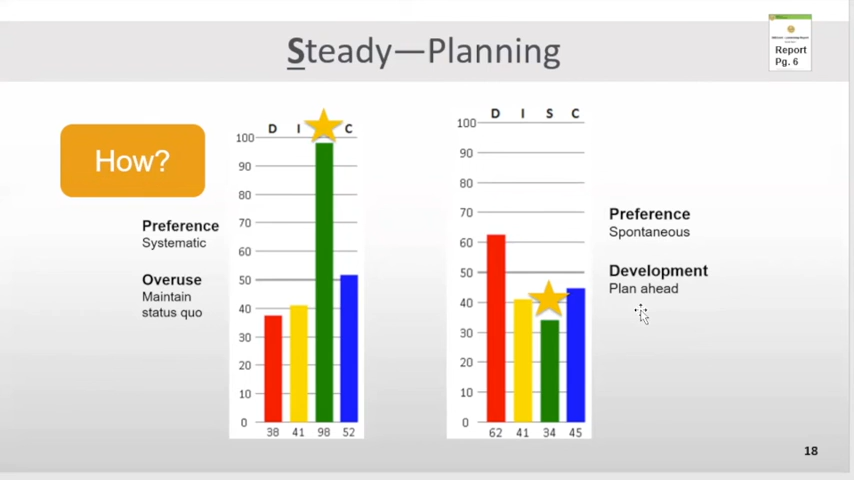 Steady—Planning
Report
Pg. 6
How?
Preference
Systematic
Overuse
Maintain
status quo
D I C
100
90
80
70
60
50
40
30
20
10
0
38 41 98 52
D I S C
100
90
80
70
60
50
40
30
20
10
0
62 41 34 45
Preference
Spontaneous
Development
Plan ahead
18